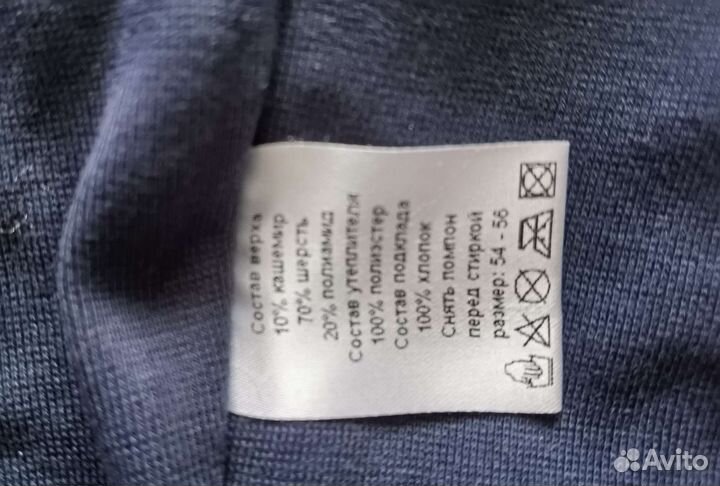 Состав верха
10% кашемир
70% шерсть
20% полиамид
Состав утеплителя
100% полиэстер
Состав подклада
100% хлопок
Снять помпон
перед стиркой
размер: 54 - 56
Avito